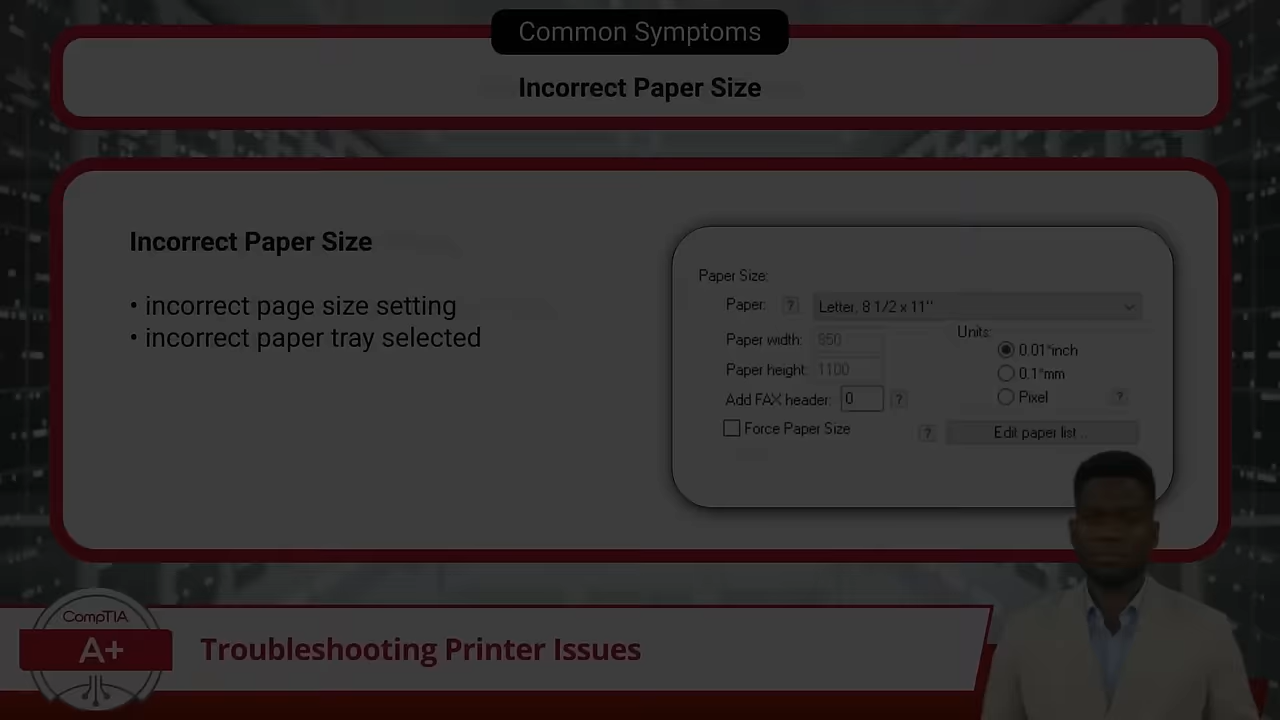 Common Symptoms
Incorrect Paper Size
Incorrect Paper Size
• incorrect page size setting
• incorrect paper tray selected
Paper Size:
Paper: ? Letter, 8 1/2 x 11"
Paper width: 850
Units:
0.01"inch
Paper height: 1100
0.1"mm
Add FAX header: 0 ?
Pixel ?
Force Paper Size ? Edit paper list ..
CompTIA
A+
Troubleshooting Printer Issues